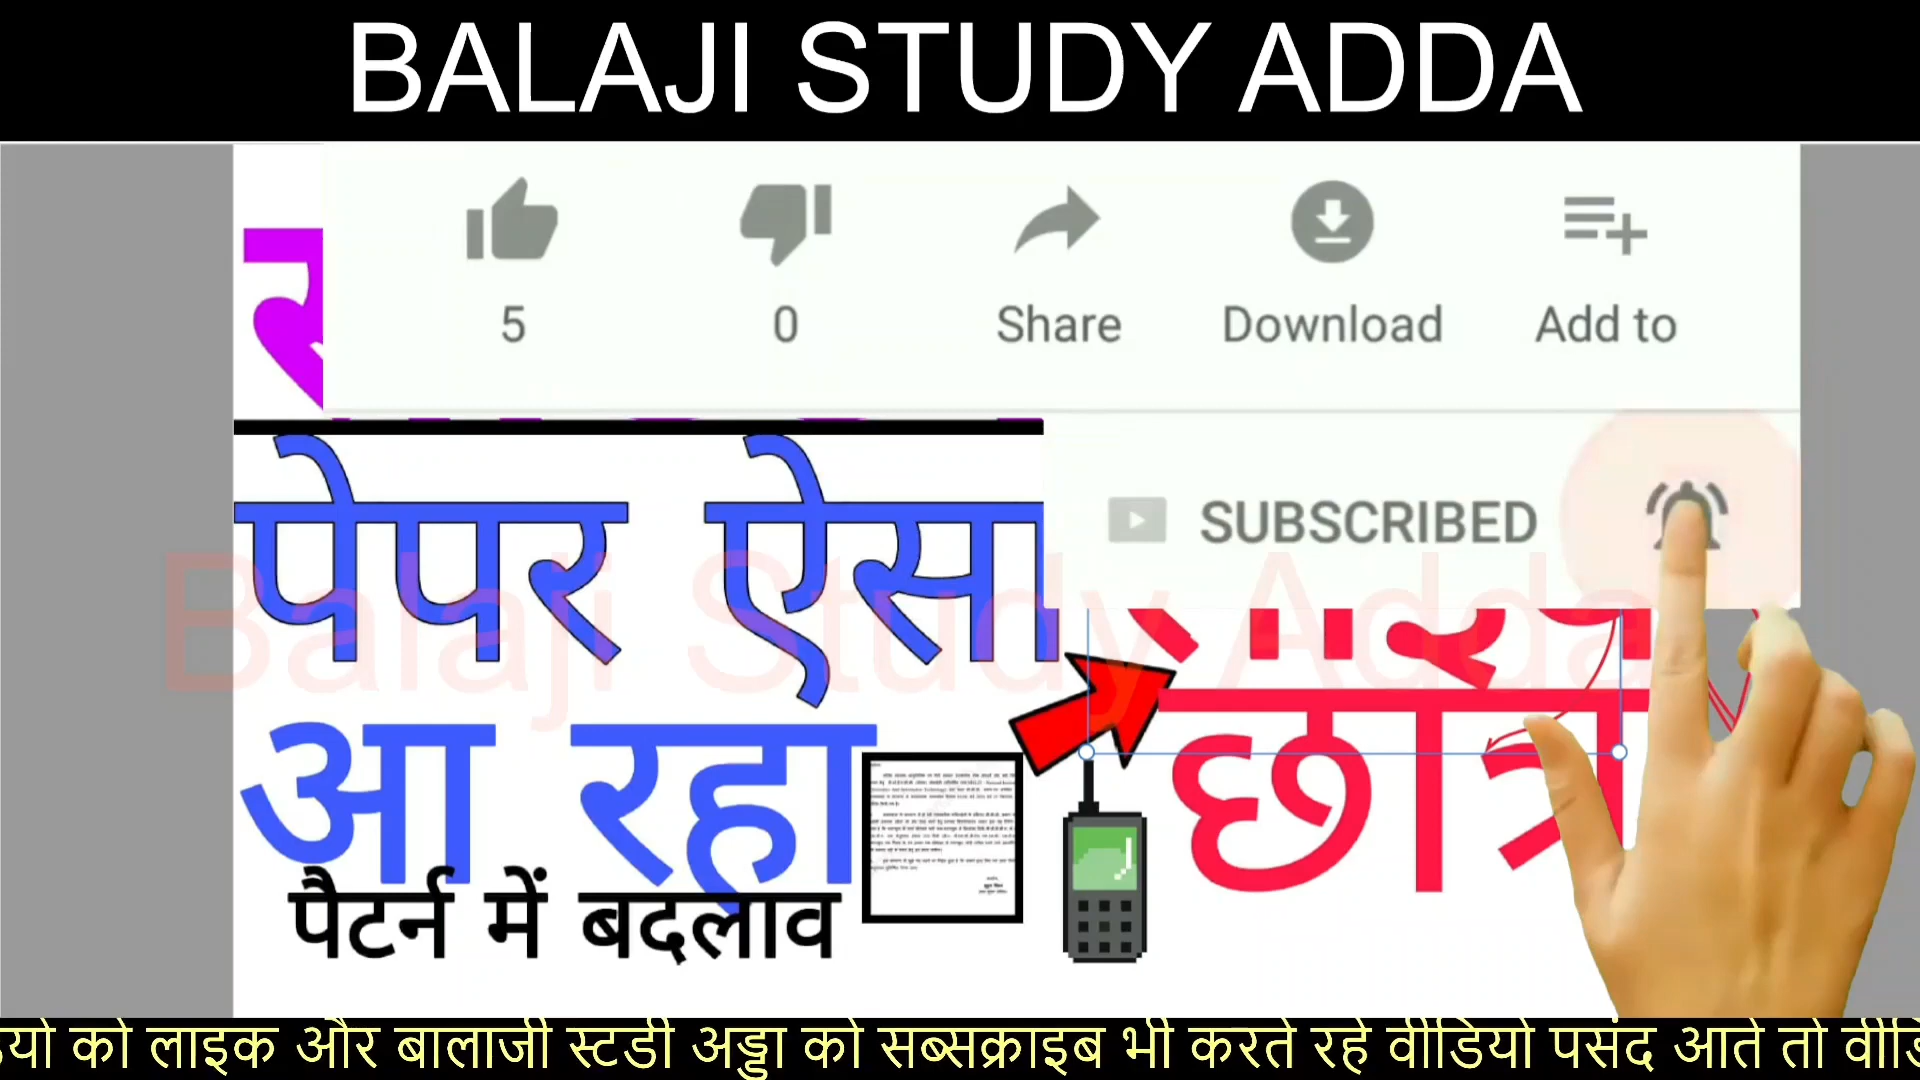 BALAJI STUDY ADDA
5 0 Share Download Add to
SUBSCRIBED
पेपर ऐसा
Balaji Study Adda
आ रहा
छात्र
पैटर्न में बदलाव
को लाइक और बालाजी स्टडी अड्डा को सब्सक्राइब भी करते रहे वीडियो पसंद आते तो